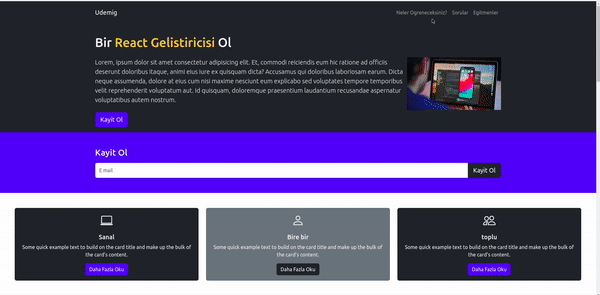 Udemig
Neler Ogreneceksiniz?
Sorular
Egitmenler
Bir React Gelistiricisi Ol
Lorem, ipsum dolor sit amet consectetur adipisicing elit. Et, commodi reiciendis eum hic ratione ad officiis
deserunt doloribus itaque, animi eius iure ex quisquam dicta? Accusamus qui doloribus laboriosam earum. Dicta
neque assumenda, dolore at eius cum nisi maxime nesciunt eum explicabo sed doloribus voluptates tempore temporibus
velit reprehenderit voluptatum aut. Id quisquam, doloremque praesentium laudantium recusandae aspernatur
voluptatibus autem nostrum.
Kayit Ol
Kayit Ol
E mail
Kayit Ol
Sanal
Some quick example text to build on the card title and make up the bulk of
the card's content.
Daha Fazla Oku
Bire bir
Some quick example text to build on the card title and make up the bulk of
the card's content.
Daha Fazla Oku
toplu
Some quick example text to build on the card title and make up the bulk of
the card's content.
Daha Fazla Oku